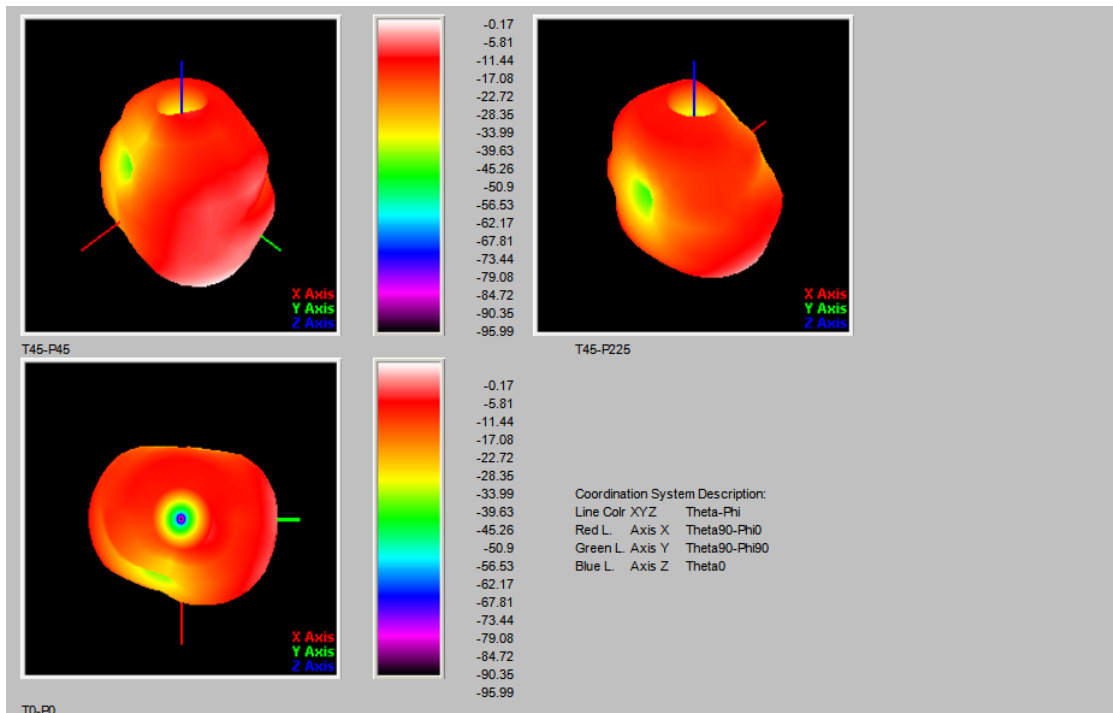 -0.17
-5.81
-11.44
-17.08
-22.72
-28.35
-33.99
-39.63
-45.26
-50.9
-56.53
-62.17
-67.81
-73.44
-79.08
-84.72
-90.35
-95.99
X Axis
Y Axis
Z Axis
T45-P45
X Axis
Y Axis
Z Axis
T45-P225
-0.17
-5.81
-11.44
-17.08
-22.72
-28.35
-33.99
-39.63
-45.26
-50.9
-56.53
-62.17
-67.81
-73.44
-79.08
-84.72
-90.35
-95.99
X Axis
Y Axis
Z Axis
T0-P0
Coordination System Description:
Line Colr XYZ Theta-Phi
Red L. Axis X Theta90-Phi0
Green L. Axis Y Theta90-Phi90
Blue L. Axis Z Theta0